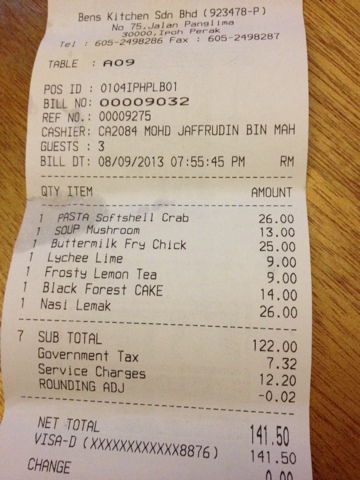 Bens Kitchen Sdn Bhd (923478-P)
No 75,Jalan Panglima
30000,Ipoh Perak
Tel : 605-2498286 Fax : 605-2498287
TABLE : A09
POS ID : 0104IPHPLB01
BILL NO: 00009032
REF NO.: 00009275
CASHIER: CA2084 MOHD JAFFRUDIN BIN MAH
GUESTS : 3
BILL DT: 08/09/2013 07:55:45 PM RM
QTY ITEM AMOUNT
1 PASTA Softshell Crab 26.00
1 SOUP Mushroom 13.00
1 Buttermilk Fry Chick 25.00
1 Lychee Lime 9.00
1 Frosty Lemon Tea 9.00
1 Black Forest CAKE 14.00
1 Nasi Lemak 26.00
7 SUB TOTAL 122.00
Government Tax 7.32
Service Charges 12.20
ROUNDING ADJ -0.02
NET TOTAL 141.50
VISA-D (XXXXXXXXXXXX8876) 141.50
CHANGE 0.00